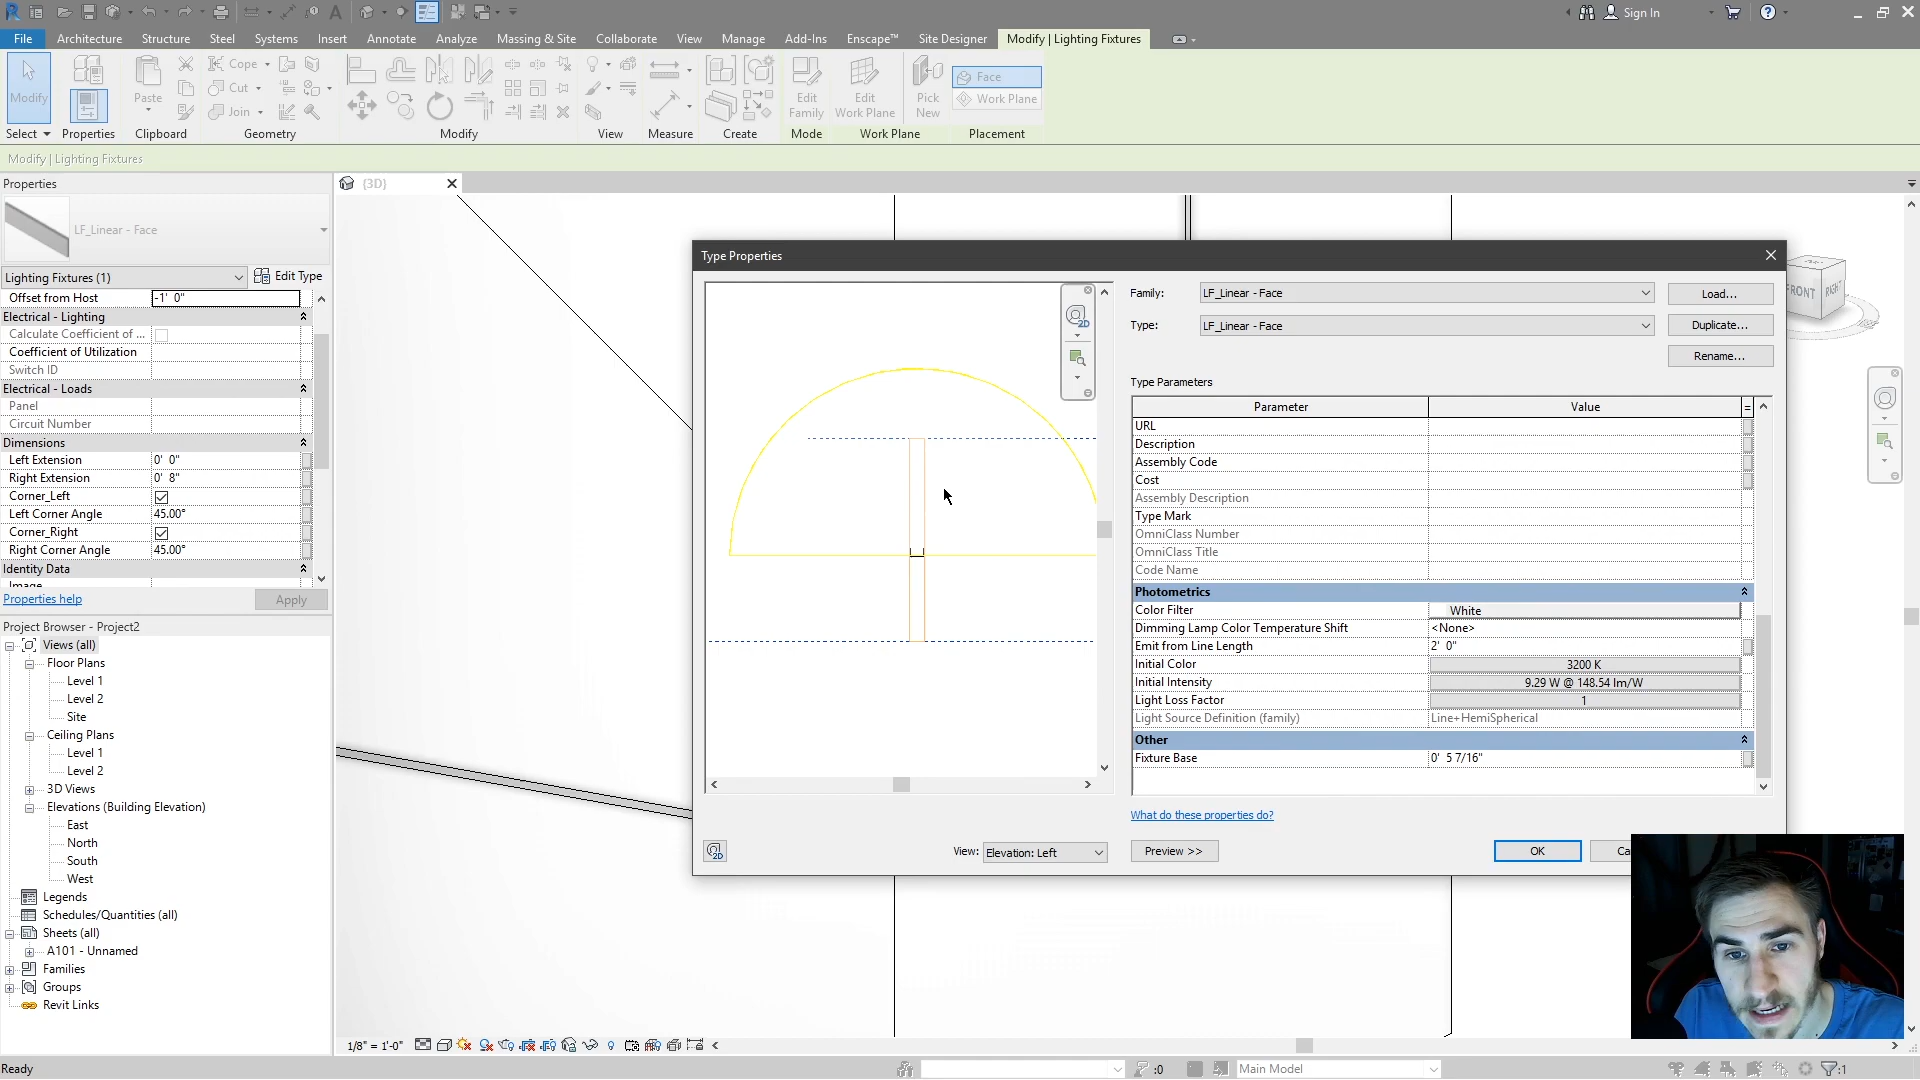 Sign In
File Architecture Structure Steel Systems Insert Annotate Analyze Massing & Site Collaborate View Manage Add-Ins Enscape™ Site Designer Modify | Lighting Fixtures
Modify
Paste
Cope
Cut
Join
Edit Family
Edit Work Plane
Pick New
Face
Work Plane
Select Properties Clipboard Geometry Modify View Measure Create Mode Work Plane Placement
Modify | Lighting Fixtures
Properties
{3D}
LF_Linear - Face
Lighting Fixtures (1)
Edit Type
Offset from Host -1' 0"
Electrical - Lighting
Calculate Coefficient of ...
Coefficient of Utilization
Switch ID
Electrical - Loads
Panel
Circuit Number
Dimensions
Left Extension 0' 0"
Right Extension 0' 8"
Corner_Left
Left Corner Angle 45.00°
Corner_Right
Right Corner Angle 45.00°
Identity Data
Image
Properties help
Apply
Project Browser - Project2
Views (all)
Floor Plans
Level 1
Level 2
Site
Ceiling Plans
Level 1
Level 2
3D Views
Elevations (Building Elevation)
East
North
South
West
Legends
Schedules/Quantities (all)
Sheets (all)
A101 - Unnamed
Families
Groups
Revit Links
Type Properties
2D
Family: LF_Linear - Face Load...
Type: LF_Linear - Face Duplicate...
Rename...
Type Parameters
Parameter Value =
URL
Description
Assembly Code
Cost
Assembly Description
Type Mark
OmniClass Number
OmniClass Title
Code Name
Photometrics
Color Filter White
Dimming Lamp Color Temperature Shift <None>
Emit from Line Length 2' 0"
Initial Color 3200 K
Initial Intensity 9.29 W @ 148.54 lm/W
Light Loss Factor 1
Light Source Definition (family) Line+HemiSpherical
Other
Fixture Base 0' 5 7/16"
What do these properties do?
View: Elevation: Left
Preview >>
OK
Ca
FRONT
RIGHT
1/8" = 1'-0"
Ready
:0
Main Model
:1